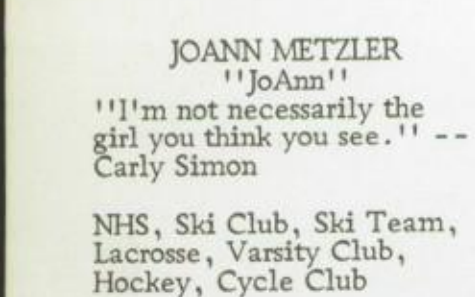 JOANN METZLER
''JoAnn''
''I'm not necessarily the
girl you think you see.'' --
Carly Simon
NHS, Ski Club, Ski Team,
Lacrosse, Varsity Club,
Hockey, Cycle Club